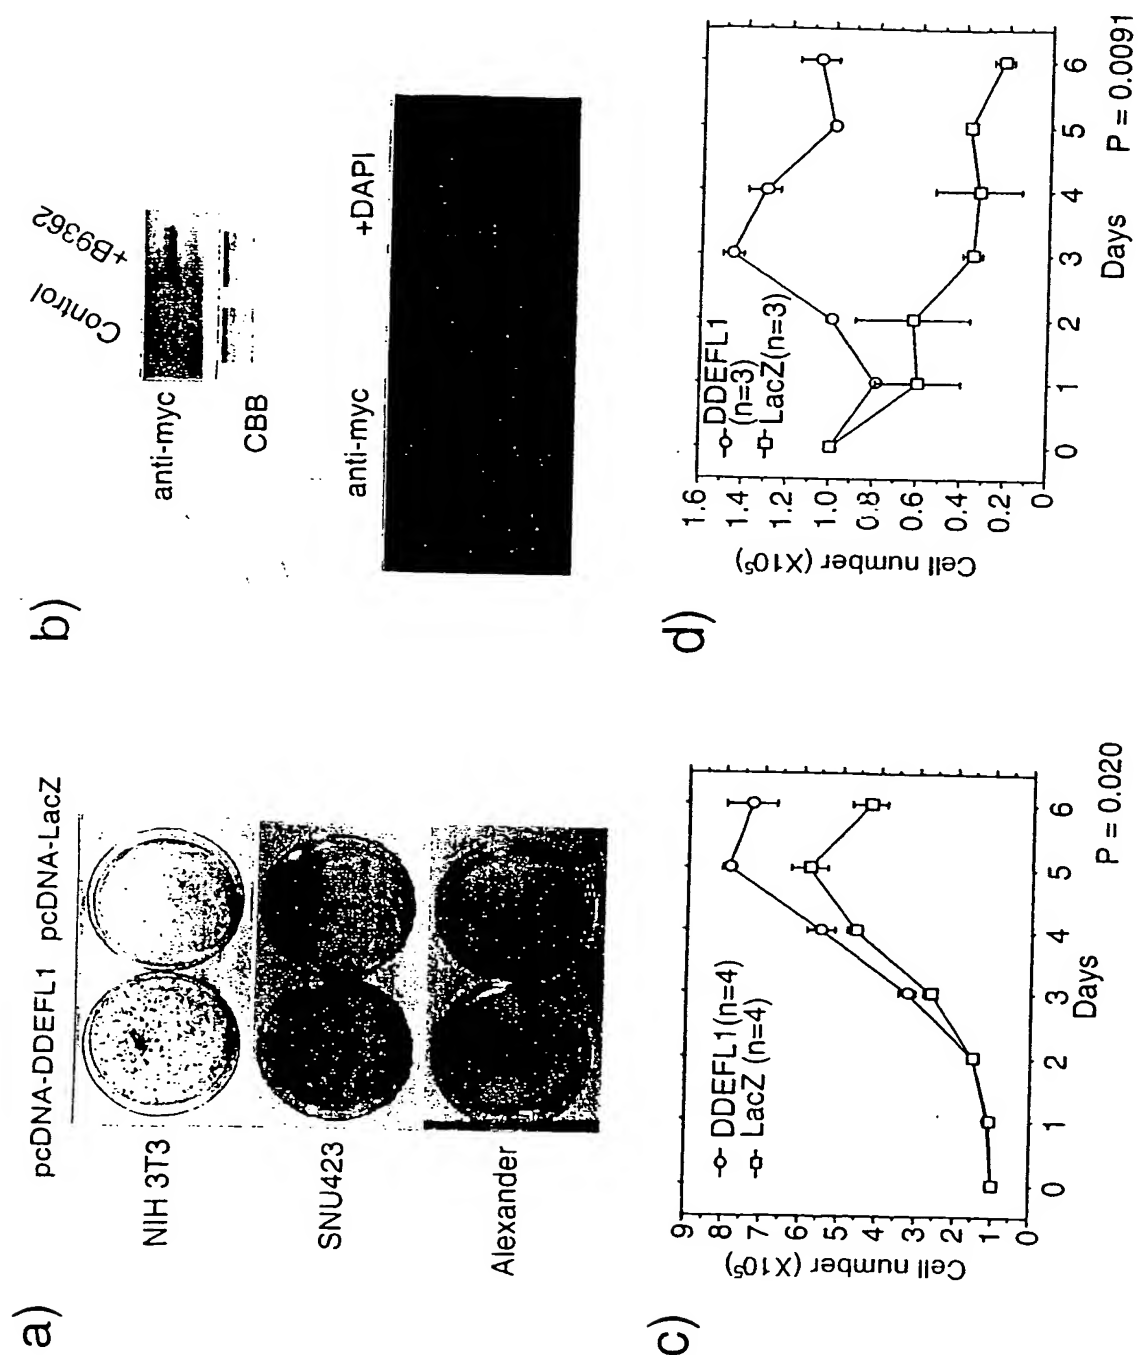 a)
pcDNA-DDEFL1 pcDNA-LacZ
NIH 3T3
SNU423
Alexander
b)
Control
+B9362
anti-myc
CBB
anti-myc
+DAPI
c)
DDEFL1(n=4)
LacZ (n=4)
Cell number (X10⁵)
9
8
7
6
5
4
3
2
1
0
0 1 2 3 4 5 6
Days
P = 0.020
d)
DDEFL1
(n=3)
LacZ(n=3)
Cell number (X10⁵)
1.6
1.4
1.2
1.0
0.8
0.6
0.4
0.2
0
0 1 2 3 4 5 6
Days
P = 0.0091